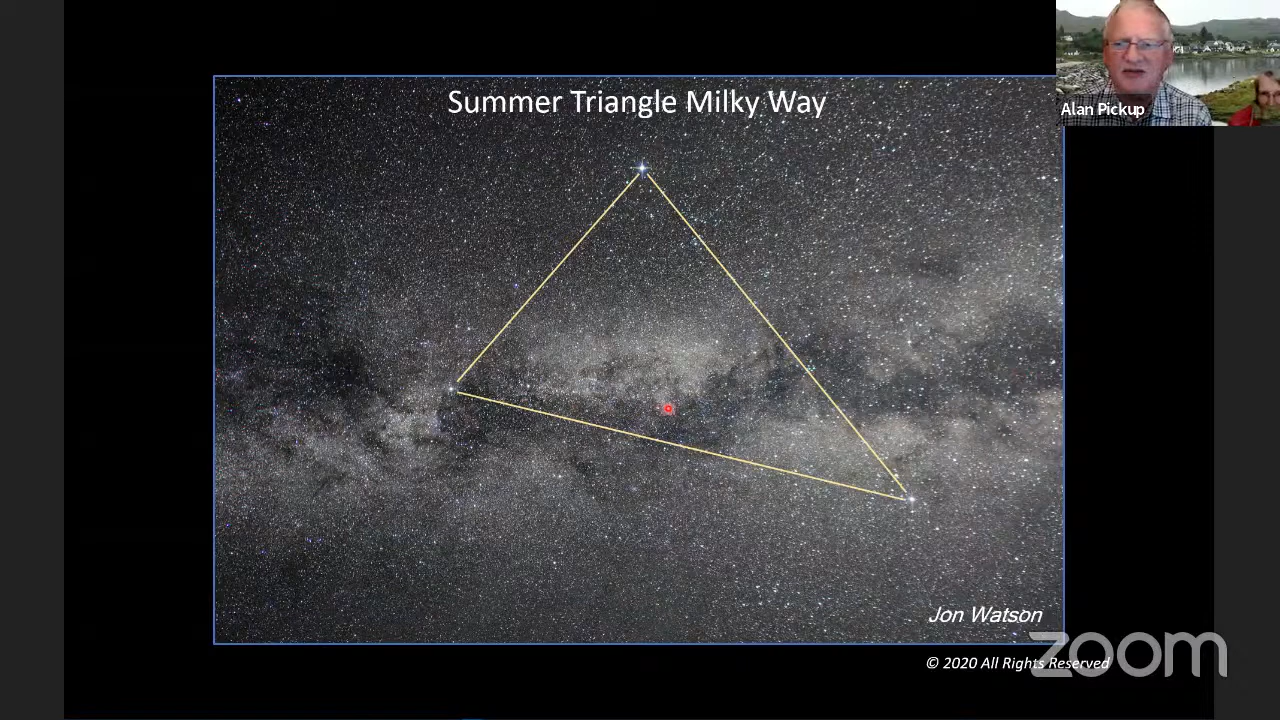 Summer Triangle Milky Way
Alan Pickup
Jon Watson
© 2020 All Rights Reserved
zoom